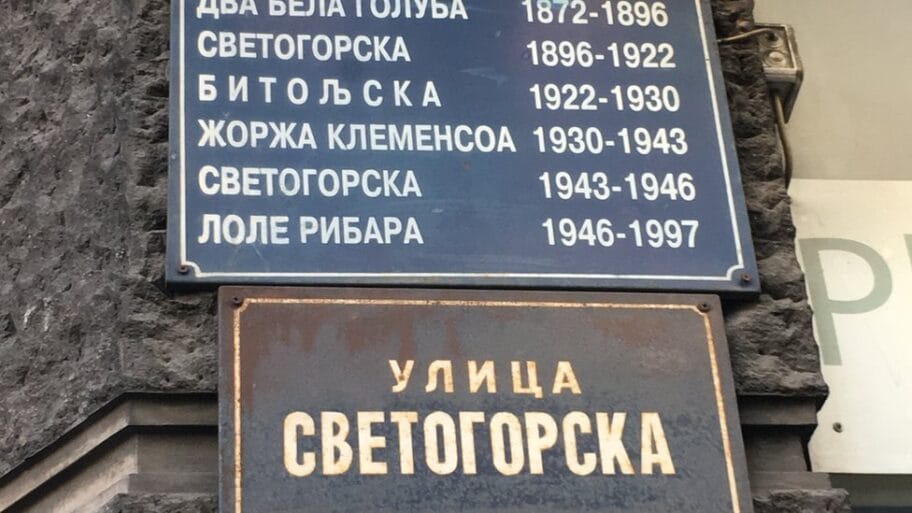 ДВА БЕЛА ГОЛУБА 1872-1896
СВЕТОГОРСКА 1896-1922
БИТОЉСКА 1922-1930
ЖОРЖА КЛЕМЕНСОА 1930-1943
СВЕТОГОРСКА 1943-1946
ЛОЛЕ РИБАРА 1946-1997
УЛИЦА
СВЕТОГОРСКА